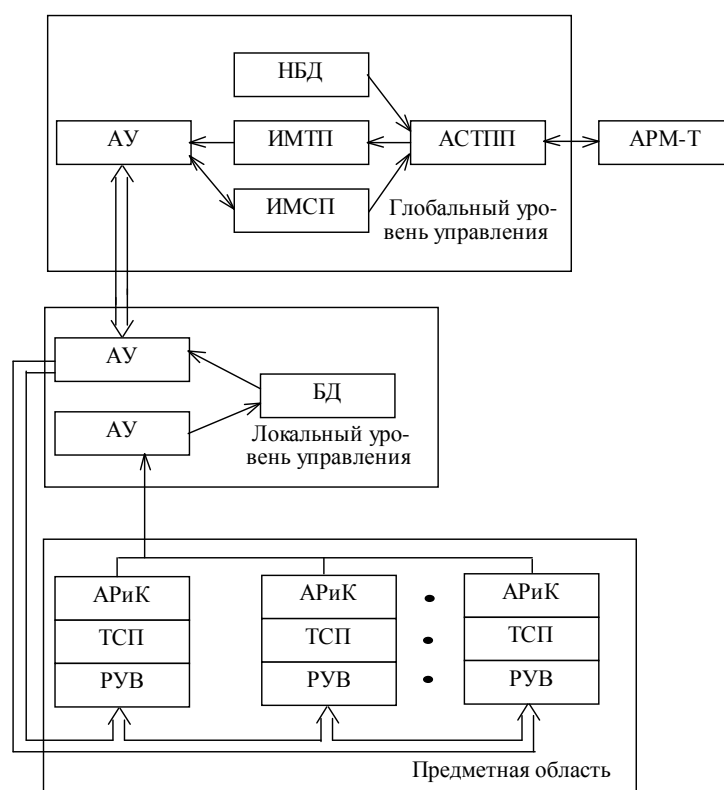 НБД
АУ
ИМТП
АСТПП
АРМ-Т
ИМСП
Глобальный уро-
вень управления
АУ
БД
АУ
Локальный уро-
вень управления
АРиК
АРиК
АРиК
ТСП
ТСП
ТСП
РУВ
РУВ
РУВ
Предметная область